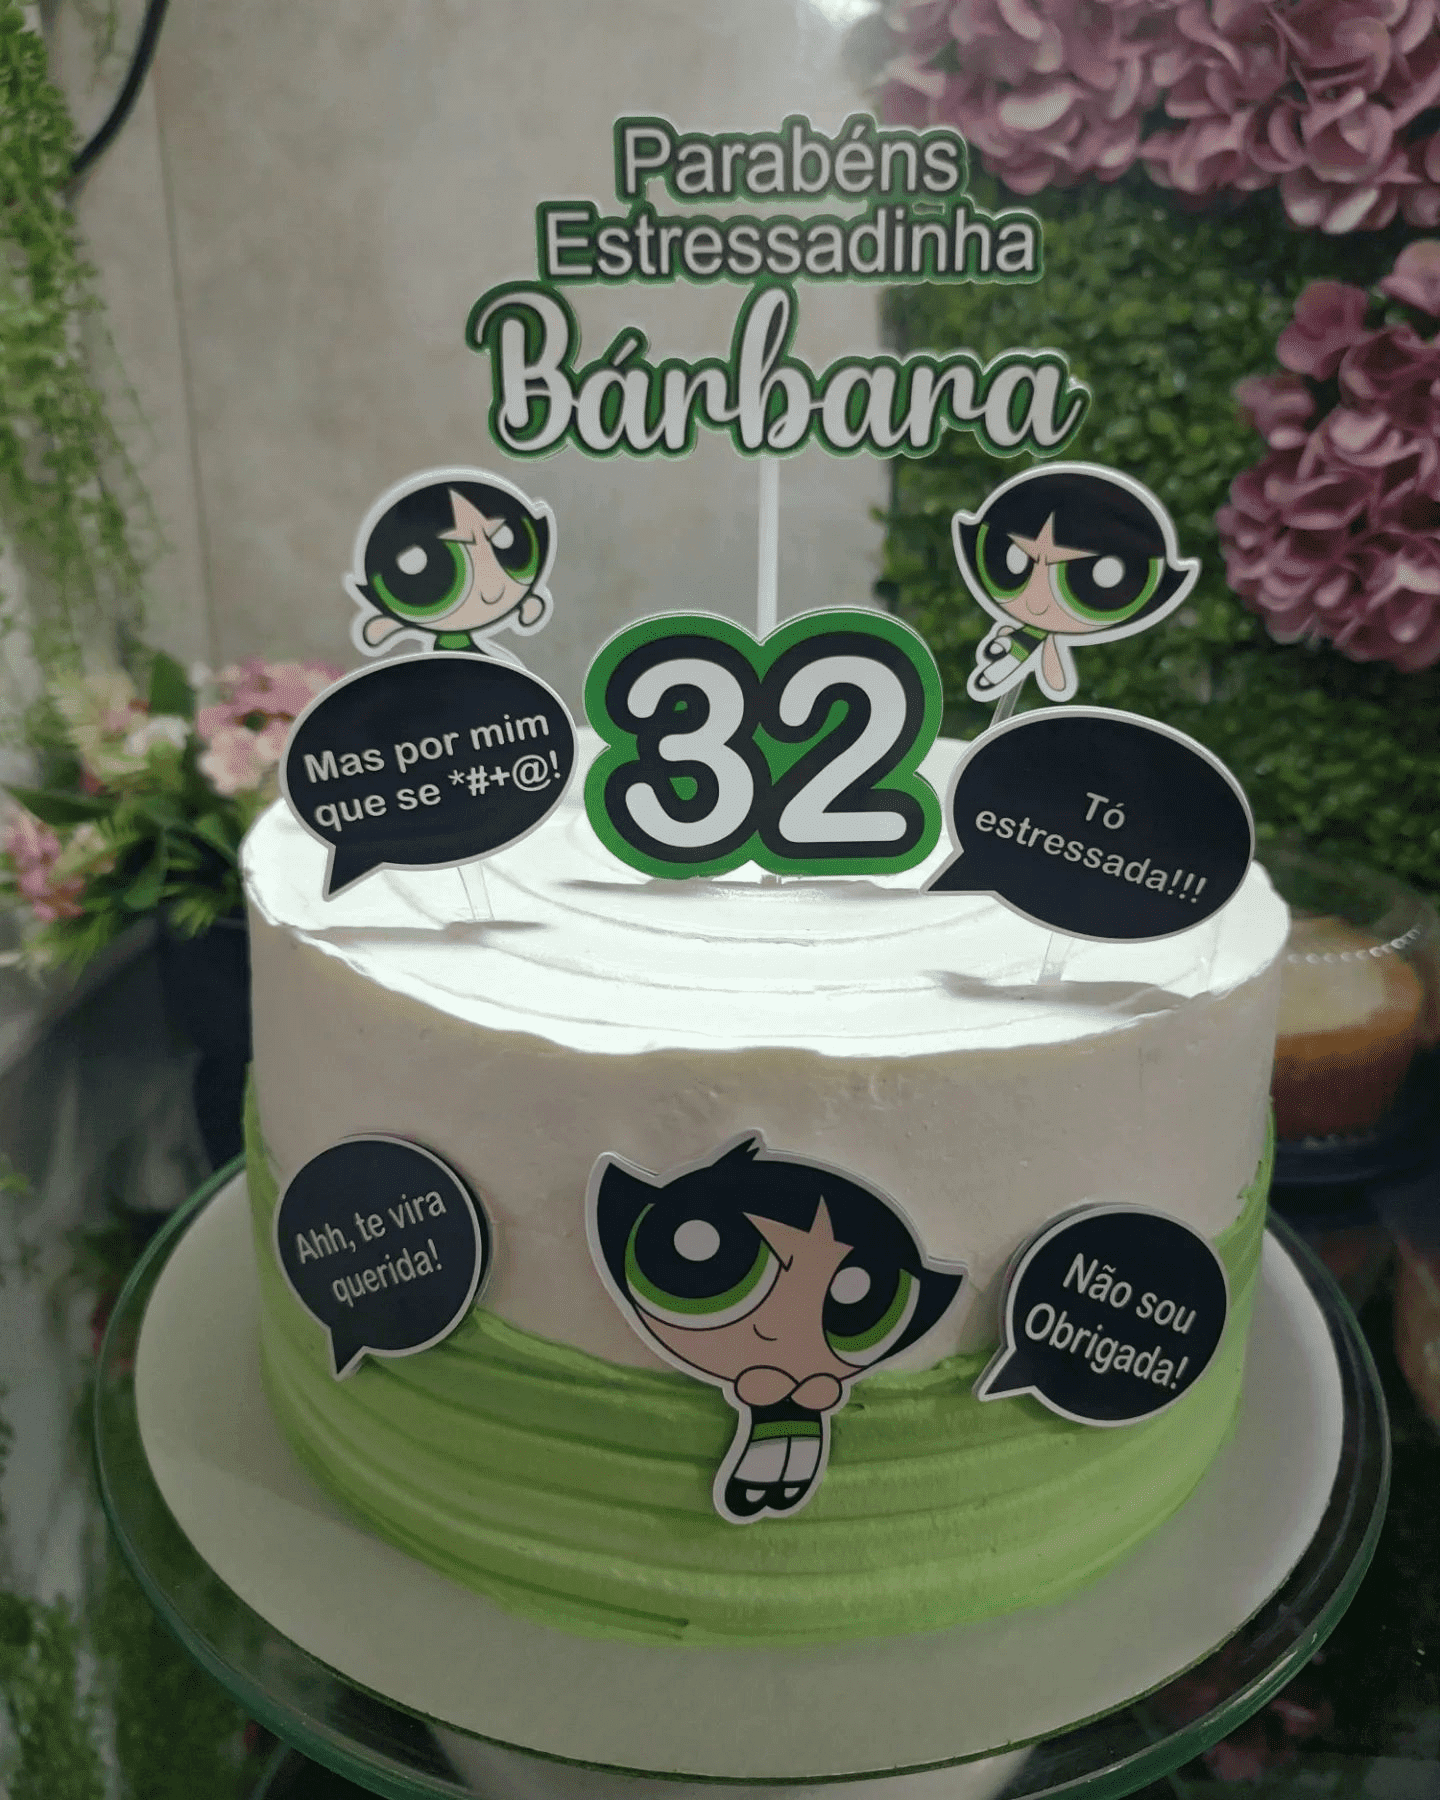 Parabéns
Estressadinha
Bárbara
32
Mas por mim
que se *#+@!
Tó
estressada!!!
Ahh, te vira
querida!
Não sou
Obrigada!